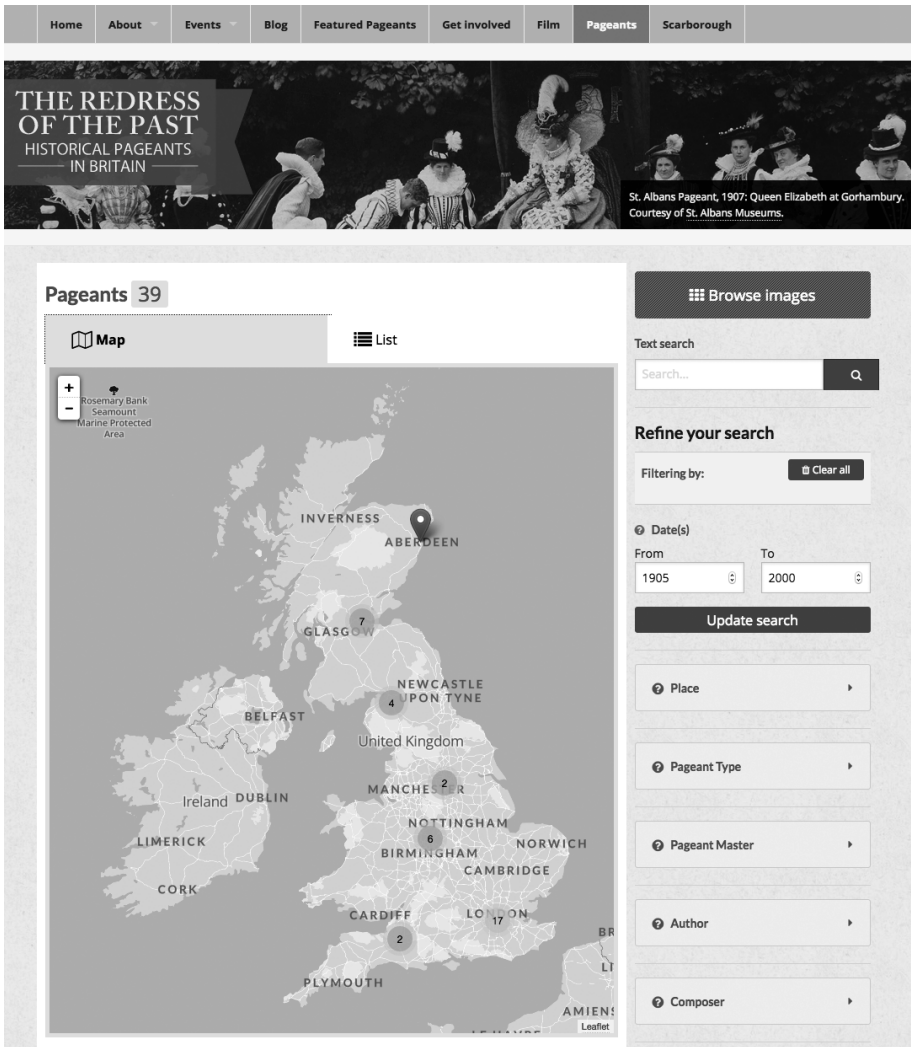 Home About Events Blog Featured Pageants Get involved Film Pageants Scarborough
THE REDRESS
OF THE PAST
HISTORICAL PAGEANTS
IN BRITAIN
St. Albans Pageant, 1907: Queen Elizabeth at Gorhambury.
Courtesy of St. Albans Museums.
Pageants 39
Map
List
+
−
Rosemary Bank
Seamount
Marine Protected
Area
INVERNESS
ABERDEEN
7
GLASGOW
NEWCASTLE
UPON TYNE
4
BELFAST
United Kingdom
2
MANCHESTER
Ireland
DUBLIN
NOTTINGHAM
6
LIMERICK
NORWICH
BIRMINGHAM
CAMBRIDGE
CORK
CARDIFF
LONDON
17
2
BR
LI
PLYMOUTH
AMIENS
LE HAVRE
Leaflet
Browse images
Text search
Search...
Refine your search
Filtering by:
Clear all
Date(s)
From To
1905 2000
Update search
Place
Pageant Type
Pageant Master
Author
Composer